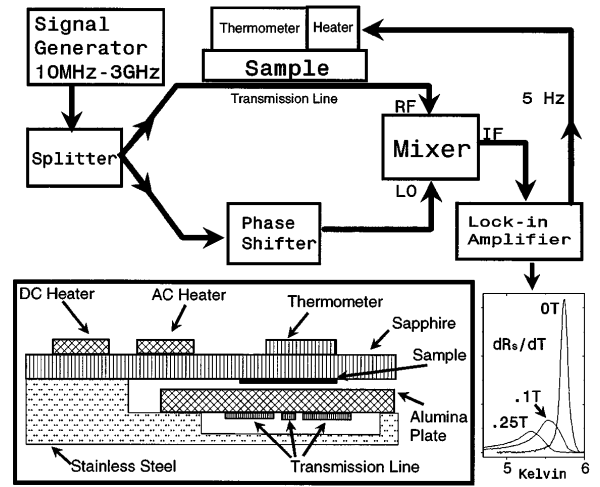 Signal
Generator
10MHz-3GHz
Thermometer
Heater
Sample
Transmission Line
5 Hz
RF
IF
Splitter
Mixer
LO
Phase
Shifter
Lock-in
Amplifier
DC Heater
AC Heater
Thermometer
Sapphire
Sample
Alumina
Plate
Stainless Steel
Transmission Line
0T
dRs/dT
.1T
.25T
5
Kelvin
6